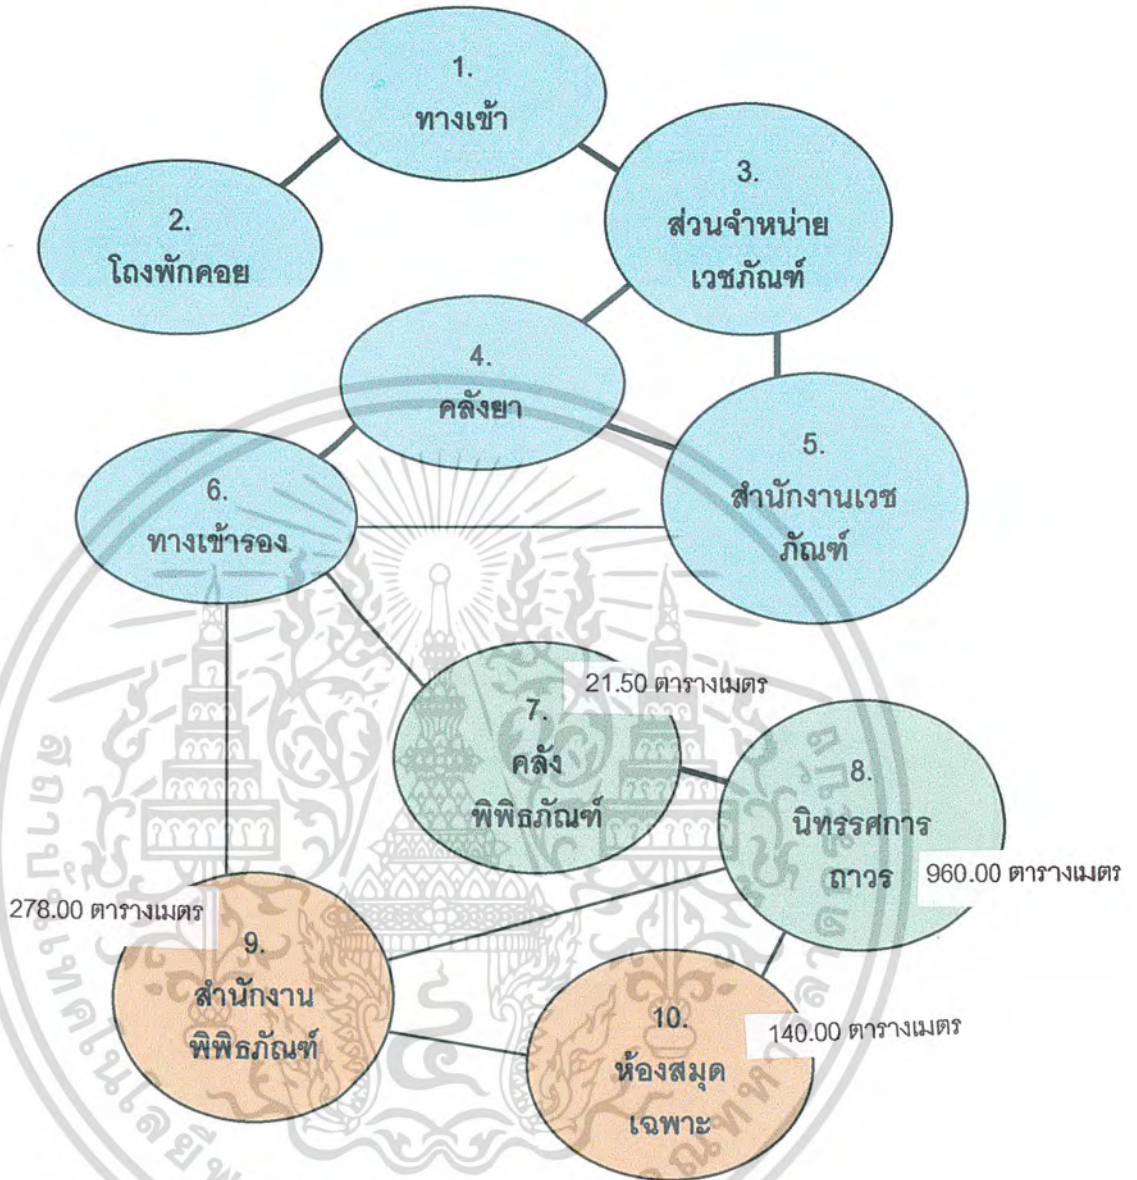 1.
ทางเข้า
2.
โถงพักคอย
3.
ส่วนจำหน่าย
เวชภัณฑ์
4.
คลังยา
5.
สำนักงานเวช
ภัณฑ์
6.
ทางเข้ารอง
21.50 ตารางเมตร
7.
คลัง
พิพิธภัณฑ์
8.
นิทรรศการ
ถาวร
960.00 ตารางเมตร
278.00 ตารางเมตร
9.
สำนักงาน
พิพิธภัณฑ์
10.
ห้องสมุด
เฉพาะ
140.00 ตารางเมตร